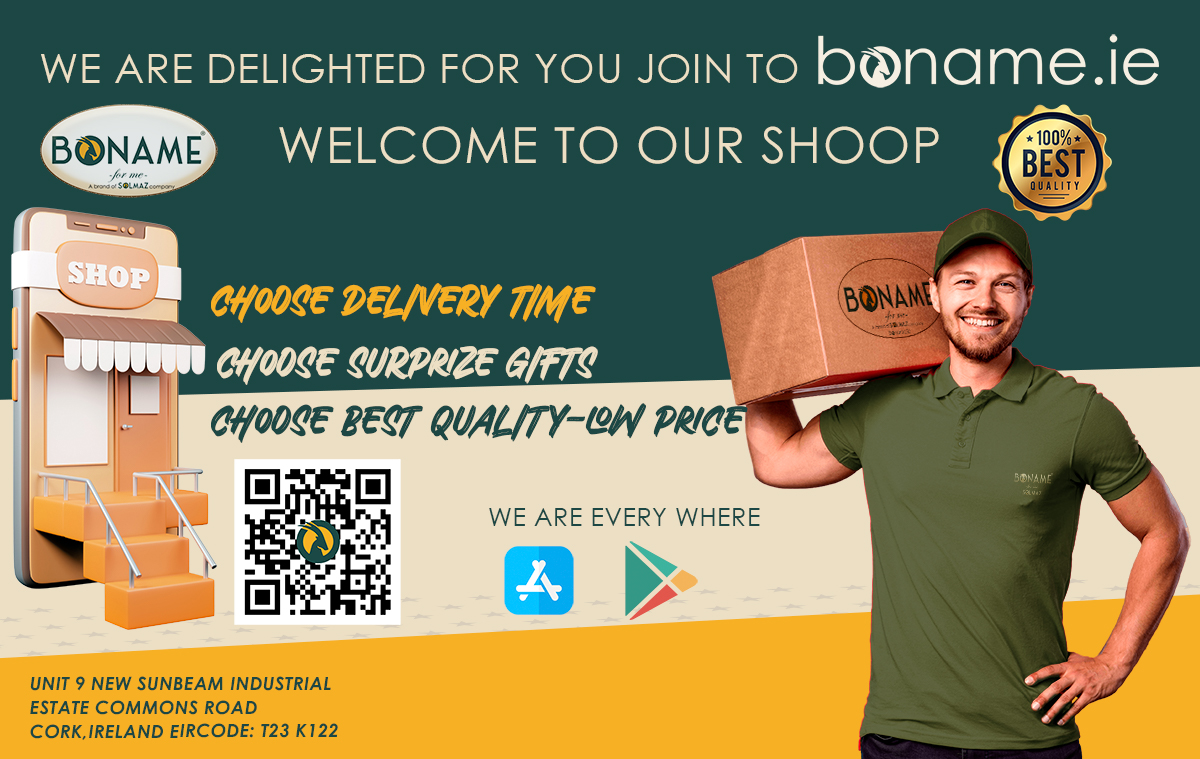 WE ARE DELIGHTED FOR YOU JOIN TO boname.ie
BONAME®
-for me-
A brand of SOLMAZ company
WELCOME TO OUR SHOOP
100%
BEST
QUALITY
SHOP
CHOOSE DELIVERY TIME
CHOOSE SURPRIZE GIFTS
CHOOSE BEST QUALITY-LOW PRICE
BONAME
-for me-
SOLMAZ
BONAME
SOLMAZ
WE ARE EVERY WHERE
UNIT 9 NEW SUNBEAM INDUSTRIAL
ESTATE COMMONS ROAD
CORK,IRELAND EIRCODE: T23 K122